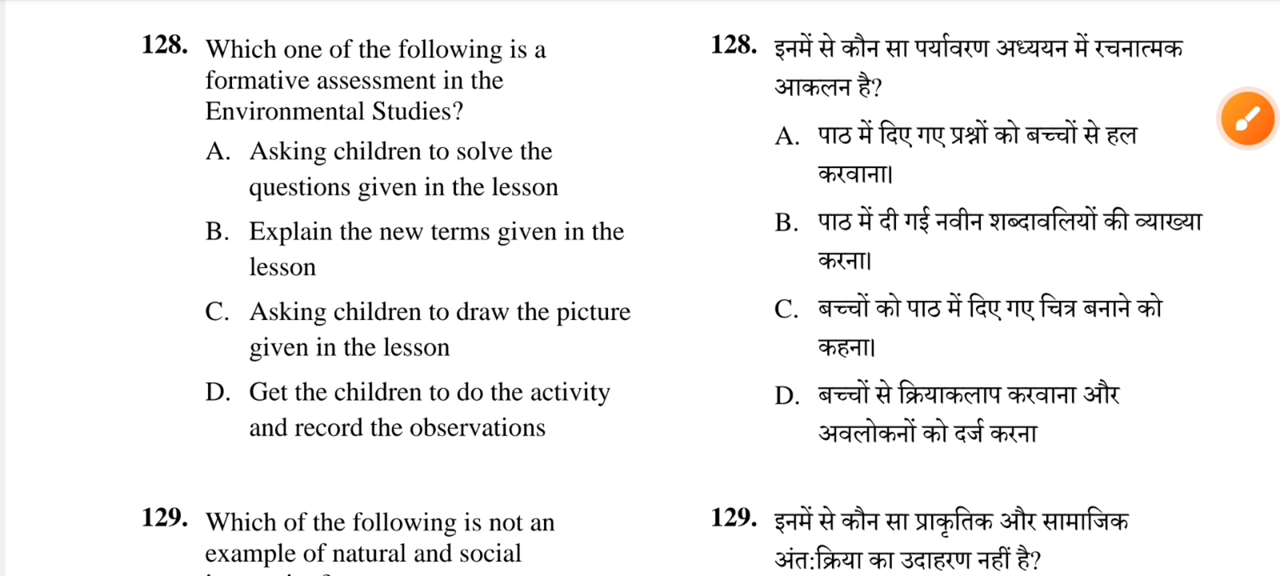 128. Which one of the following is a
formative assessment in the
Environmental Studies?
A. Asking children to solve the
questions given in the lesson
B. Explain the new terms given in the
lesson
C. Asking children to draw the picture
given in the lesson
D. Get the children to do the activity
and record the observations
129. Which of the following is not an
example of natural and social
128. इनमें से कौन सा पर्यावरण अध्ययन में रचनात्मक
आकलन है?
A. पाठ में दिए गए प्रश्नों को बच्चों से हल
करवाना।
B. पाठ में दी गई नवीन शब्दावलियों की व्याख्या
करना।
C. बच्चों को पाठ में दिए गए चित्र बनाने को
कहना।
D. बच्चों से क्रियाकलाप करवाना और
अवलोकनों को दर्ज करना
129. इनमें से कौन सा प्राकृतिक और सामाजिक
अंत:क्रिया का उदाहरण नहीं है?